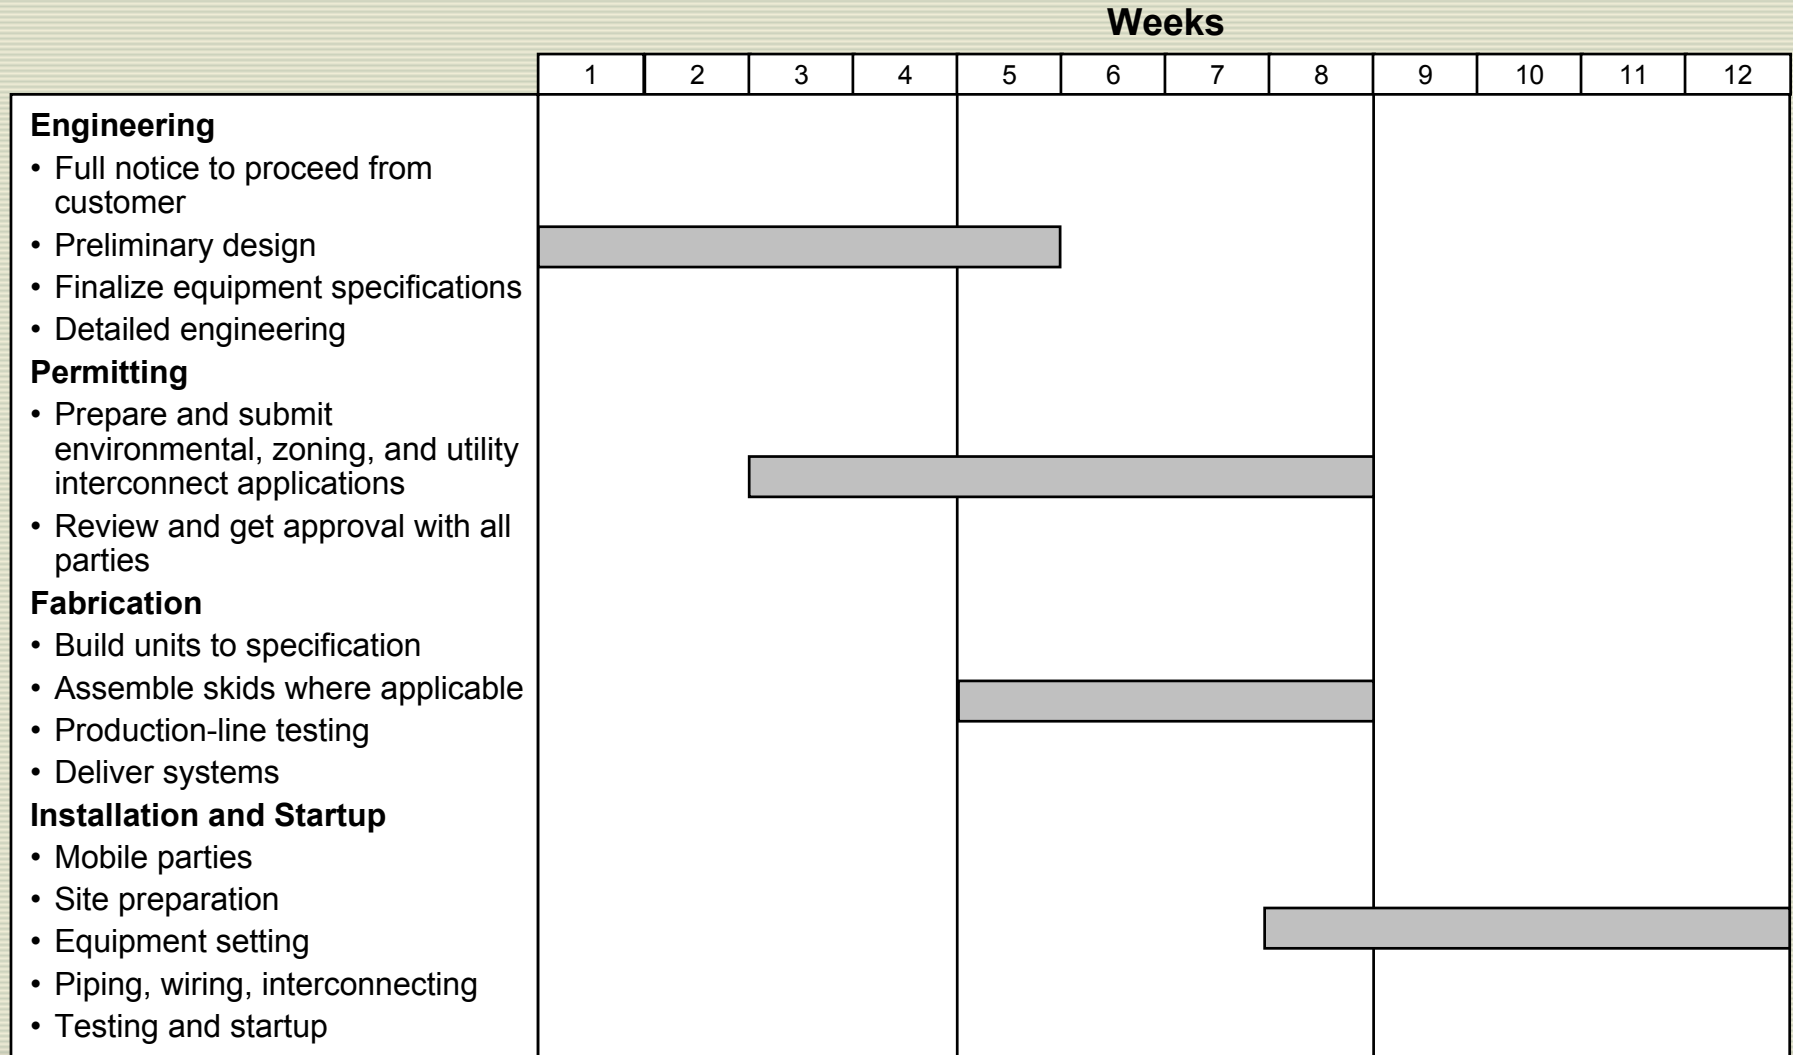 Weeks
1 2 3 4 5 6 7 8 9 10 11 12
Engineering
• Full notice to proceed from
customer
• Preliminary design
• Finalize equipment specifications
• Detailed engineering
Permitting
• Prepare and submit
environmental, zoning, and utility
interconnect applications
• Review and get approval with all
parties
Fabrication
• Build units to specification
• Assemble skids where applicable
• Production-line testing
• Deliver systems
Installation and Startup
• Mobile parties
• Site preparation
• Equipment setting
• Piping, wiring, interconnecting
• Testing and startup